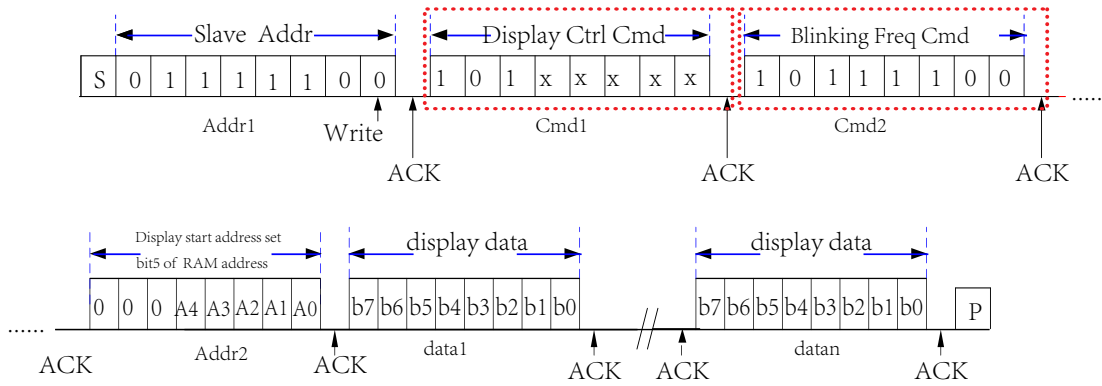 Slave Addr Display Ctrl Cmd Blinking Freq Cmd
S 0 1 1 1 1 1 0 0 1 0 1 x x x x x 1 0 1 1 1 1 0 0
Addr1 Cmd1 Cmd2 .....
Write
ACK ACK ACK
Display start address set
bit5 of RAM address
display data display data
0 0 0 A4 A3 A2 A1 A0 b7 b6 b5 b4 b3 b2 b1 b0 // b7 b6 b5 b4 b3 b2 b1 b0 P
...... Addr2 data1 datan
ACK ACK ACK ACK ACK